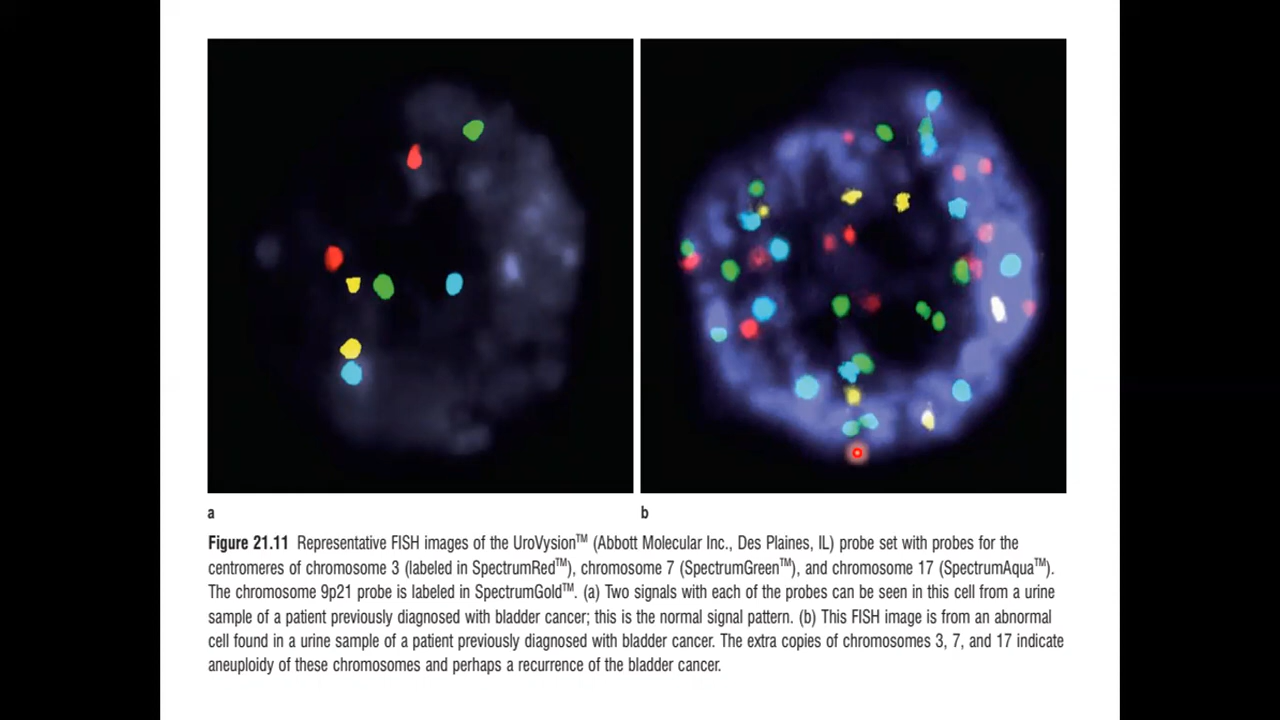 a
b
Figure 21.11 Representative FISH images of the UroVysion™ (Abbott Molecular Inc., Des Plaines, IL) probe set with probes for the
centromeres of chromosome 3 (labeled in SpectrumRed™), chromosome 7 (SpectrumGreen™), and chromosome 17 (SpectrumAqua™).
The chromosome 9p21 probe is labeled in SpectrumGold™. (a) Two signals with each of the probes can be seen in this cell from a urine
sample of a patient previously diagnosed with bladder cancer; this is the normal signal pattern. (b) This FISH image is from an abnormal
cell found in a urine sample of a patient previously diagnosed with bladder cancer. The extra copies of chromosomes 3, 7, and 17 indicate
aneuploidy of these chromosomes and perhaps a recurrence of the bladder cancer.